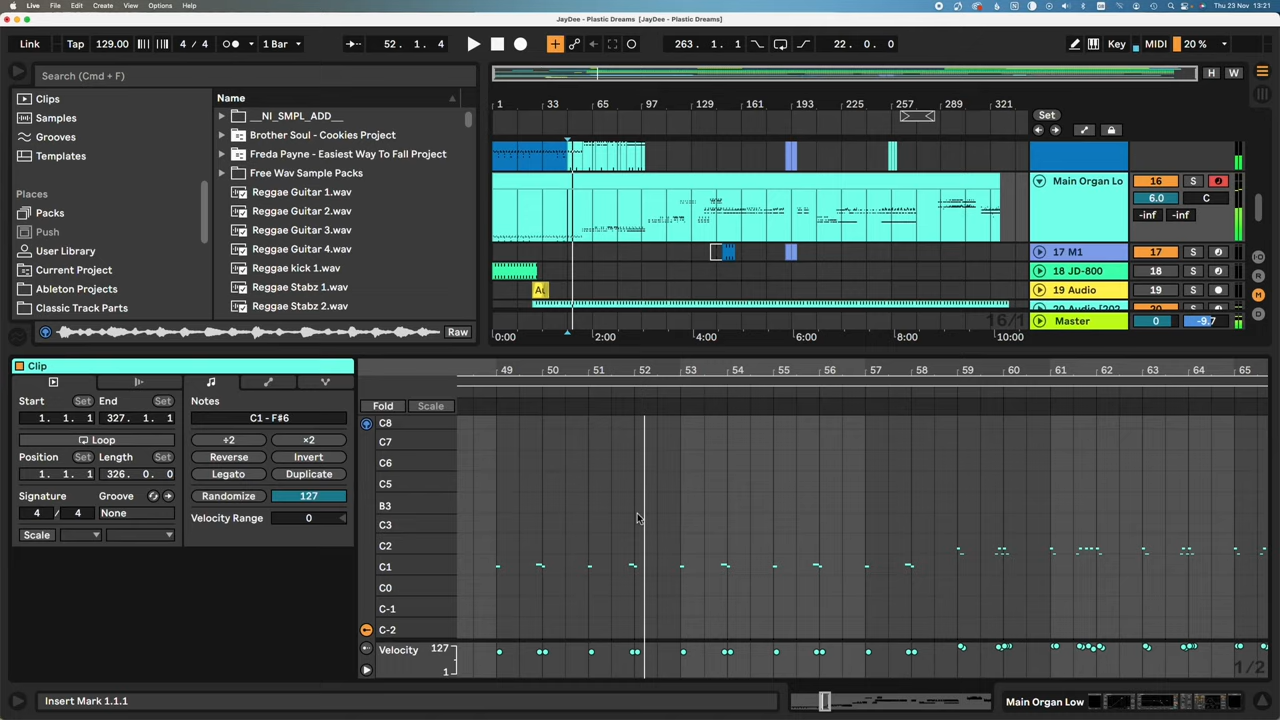 Live File Edit Create View Options Help Thu 23 Nov 13:21
JayDee - Plastic Dreams [JayDee - Plastic Dreams]
Link Tap 129.00 4 / 4 1 Bar 52. 1. 4 263. 1. 1 22. 0. 0 Key MIDI 20 %
Search (Cmd + F) H W
Clips
Samples
Grooves
Templates
Places
Packs
Push
User Library
Current Project
Ableton Projects
Classic Track Parts
Name
__NI_SMPL_ADD__
Brother Soul - Cookies Project
Freda Payne - Easiest Way To Fall Project
Free Wav Sample Packs
Reggae Guitar 1.wav
Reggae Guitar 2.wav
Reggae Guitar 3.wav
Reggae Guitar 4.wav
Reggae kick 1.wav
Reggae Stabz 1.wav
Reggae Stabz 2.wav
Raw
1 33 65 97 129 161 193 225 257 289 321
Set
Main Organ Lo 16 S
6.0 C
-inf -inf
17 M1 17 S
18 JD-800 18 S
19 Audio 19 S
20 Audio [202 20 S
Au
16/1
Master 0 -9.7
0:00 2:00 4:00 6:00 8:00 10:00
Clip
Start Set End Set
1. 1. 1 327. 1. 1
Loop
Position Set Length Set
1. 1. 1 326. 0. 0
Signature Groove
4 / 4 None
Scale
Notes
C1 - F#6
÷2 ×2
Reverse Invert
Legato Duplicate
Randomize 127
Velocity Range 0
49 50 51 52 53 54 55 56 57 58 59 60 61 62 63 64 65
Fold Scale
C8
C7
C6
C5
B3
C3
C2
C1
C0
C-1
C-2
Velocity 127
1
1/2
Insert Mark 1.1.1
Main Organ Low